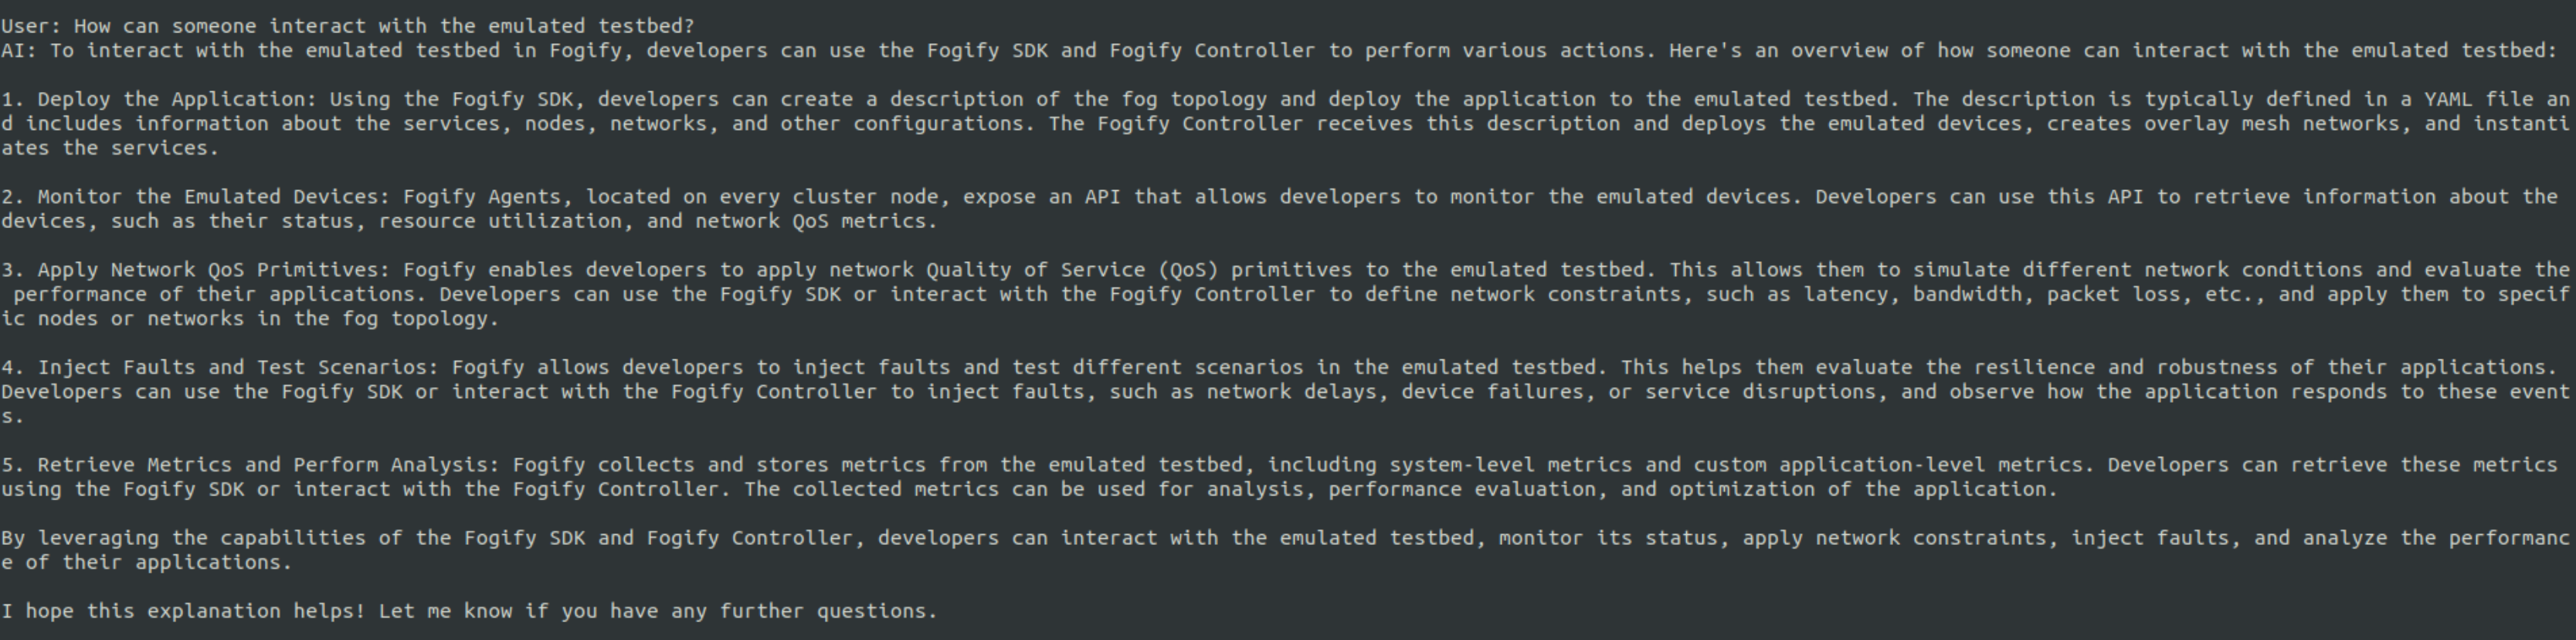 User: How can someone interact with the emulated testbed?
AI: To interact with the emulated testbed in Fogify, developers can use the Fogify SDK and Fogify Controller to perform various actions. Here's an overview of how someone can interact with the emulated testbed:
1. Deploy the Application: Using the Fogify SDK, developers can create a description of the fog topology and deploy the application to the emulated testbed. The description is typically defined in a YAML file an
d includes information about the services, nodes, networks, and other configurations. The Fogify Controller receives this description and deploys the emulated devices, creates overlay mesh networks, and instanti
ates the services.
2. Monitor the Emulated Devices: Fogify Agents, located on every cluster node, expose an API that allows developers to monitor the emulated devices. Developers can use this API to retrieve information about the
devices, such as their status, resource utilization, and network QoS metrics.
3. Apply Network QoS Primitives: Fogify enables developers to apply network Quality of Service (QoS) primitives to the emulated testbed. This allows them to simulate different network conditions and evaluate the
performance of their applications. Developers can use the Fogify SDK or interact with the Fogify Controller to define network constraints, such as latency, bandwidth, packet loss, etc., and apply them to specif
ic nodes or networks in the fog topology.
4. Inject Faults and Test Scenarios: Fogify allows developers to inject faults and test different scenarios in the emulated testbed. This helps them evaluate the resilience and robustness of their applications.
Developers can use the Fogify SDK or interact with the Fogify Controller to inject faults, such as network delays, device failures, or service disruptions, and observe how the application responds to these event
s.
5. Retrieve Metrics and Perform Analysis: Fogify collects and stores metrics from the emulated testbed, including system-level metrics and custom application-level metrics. Developers can retrieve these metrics
using the Fogify SDK or interact with the Fogify Controller. The collected metrics can be used for analysis, performance evaluation, and optimization of the application.
By leveraging the capabilities of the Fogify SDK and Fogify Controller, developers can interact with the emulated testbed, monitor its status, apply network constraints, inject faults, and analyze the performanc
e of their applications.
I hope this explanation helps! Let me know if you have any further questions.